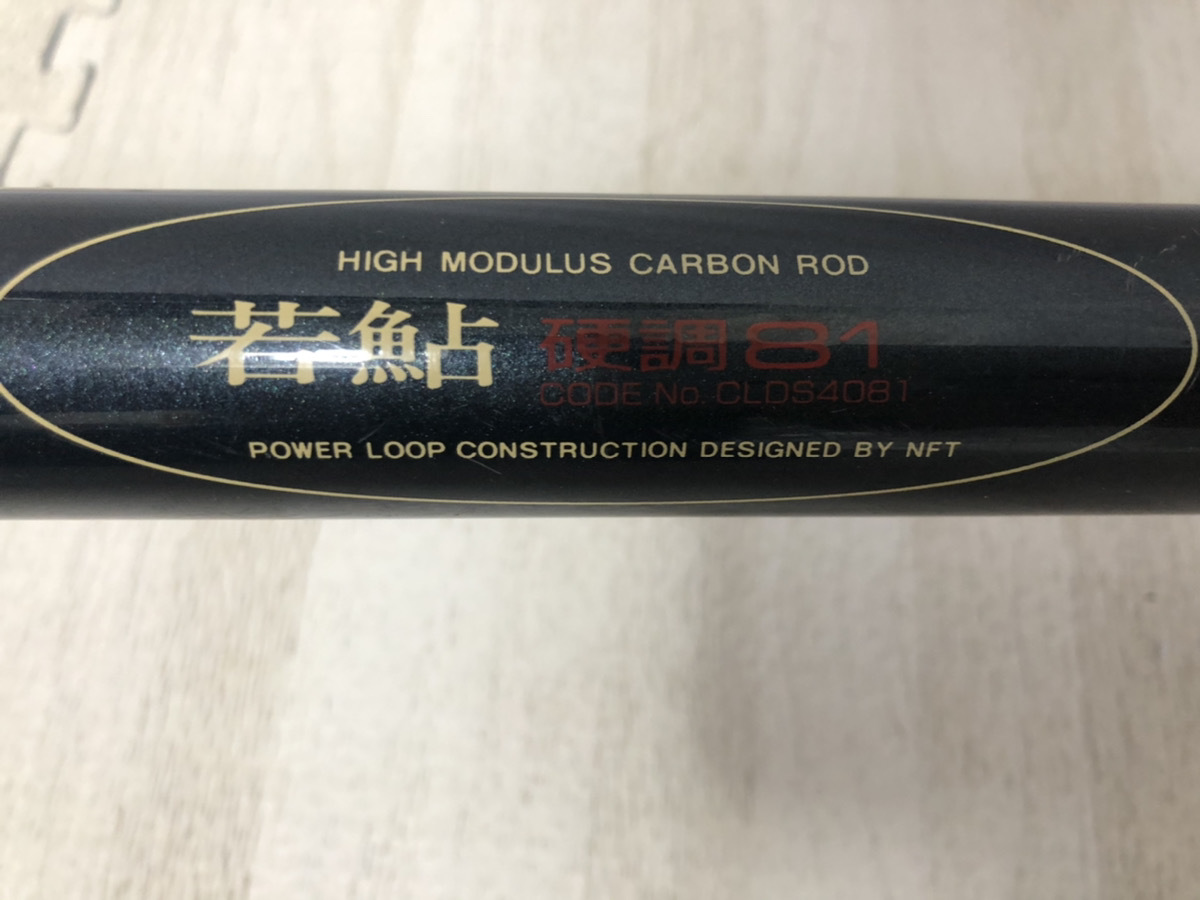 HIGH MODULUS CARBON ROD
若鮎 硬調81
CODE No. CLDS4081
POWER LOOP CONSTRUCTION DESIGNED BY NFT